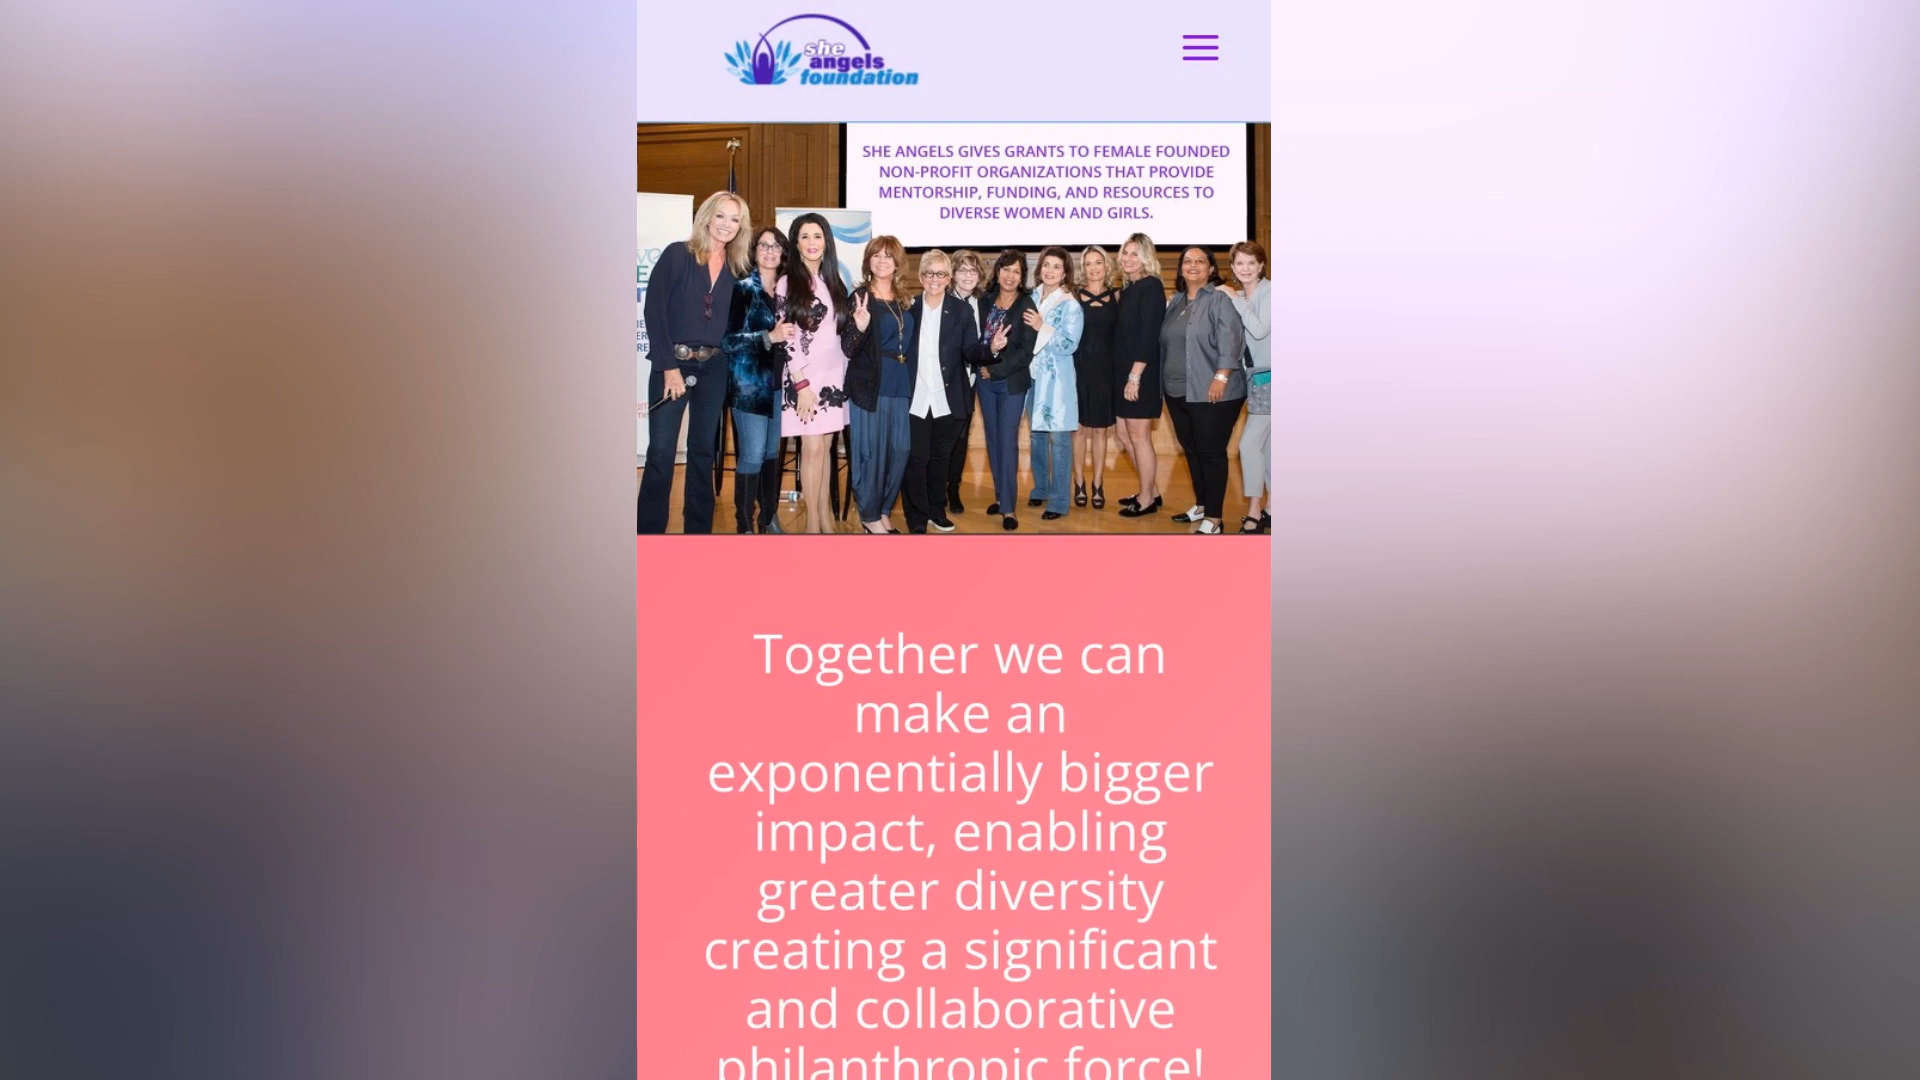 she
angels
foundation
SHE ANGELS GIVES GRANTS TO FEMALE FOUNDED
NON-PROFIT ORGANIZATIONS THAT PROVIDE
MENTORSHIP, FUNDING, AND RESOURCES TO
DIVERSE WOMEN AND GIRLS.
Together we can
make an
exponentially bigger
impact, enabling
greater diversity
creating a significant
and collaborative
philanthropic force!